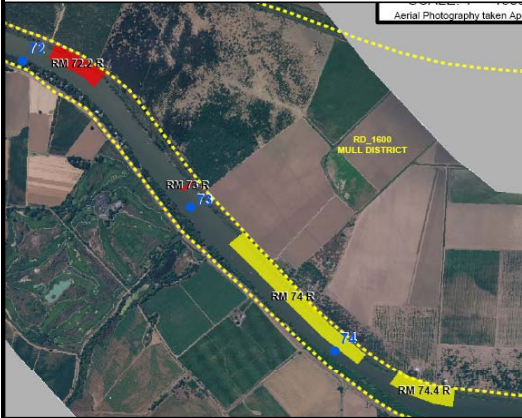 Aerial Photography taken Ap
72
RM 72.2 R
RD_1600
MULL DISTRICT
RM 73 R
73
RM 74 R
74
RM 74.4 R